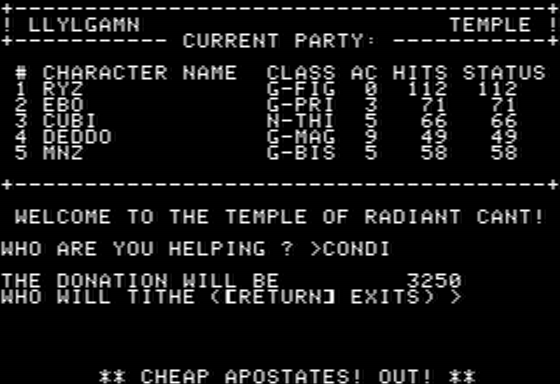 +--------------------------------------+
! LLYLGAMN                      TEMPLE !
+----------- CURRENT PARTY: -----------+
# CHARACTER NAME  CLASS AC HITS STATUS
1 RYZ             G-FIG  0  112  112
2 EBO             G-PRI  3   71   71
3 CUBI            N-THI  5   66   66
4 DEDDO           G-MAG  9   49   49
5 MNZ             G-BIS  5   58   58
+--------------------------------------+
WELCOME TO THE TEMPLE OF RADIANT CANT!
WHO ARE YOU HELPING ? >CONDI
THE DONATION WILL BE         3250
WHO WILL TITHE ([RETURN] EXITS) >
** CHEAP APOSTATES! OUT! **